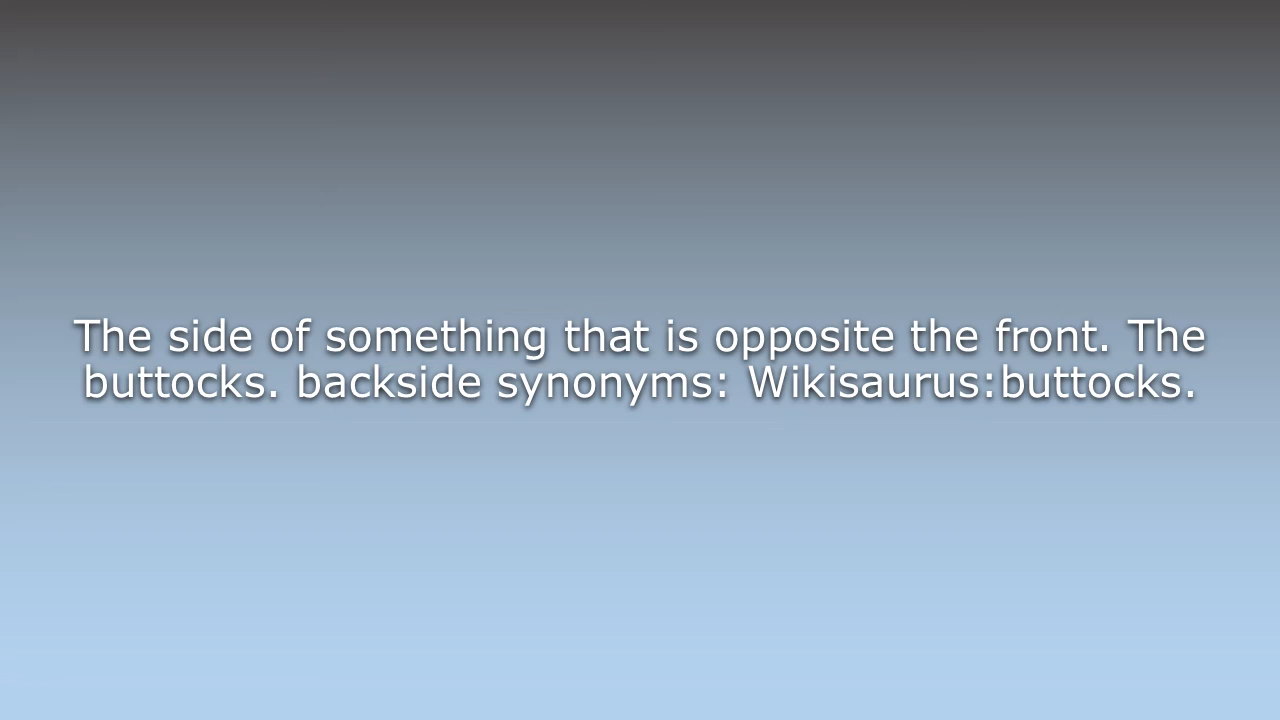 The side of something that is opposite the front. The
buttocks. backside synonyms: Wikisaurus:buttocks.